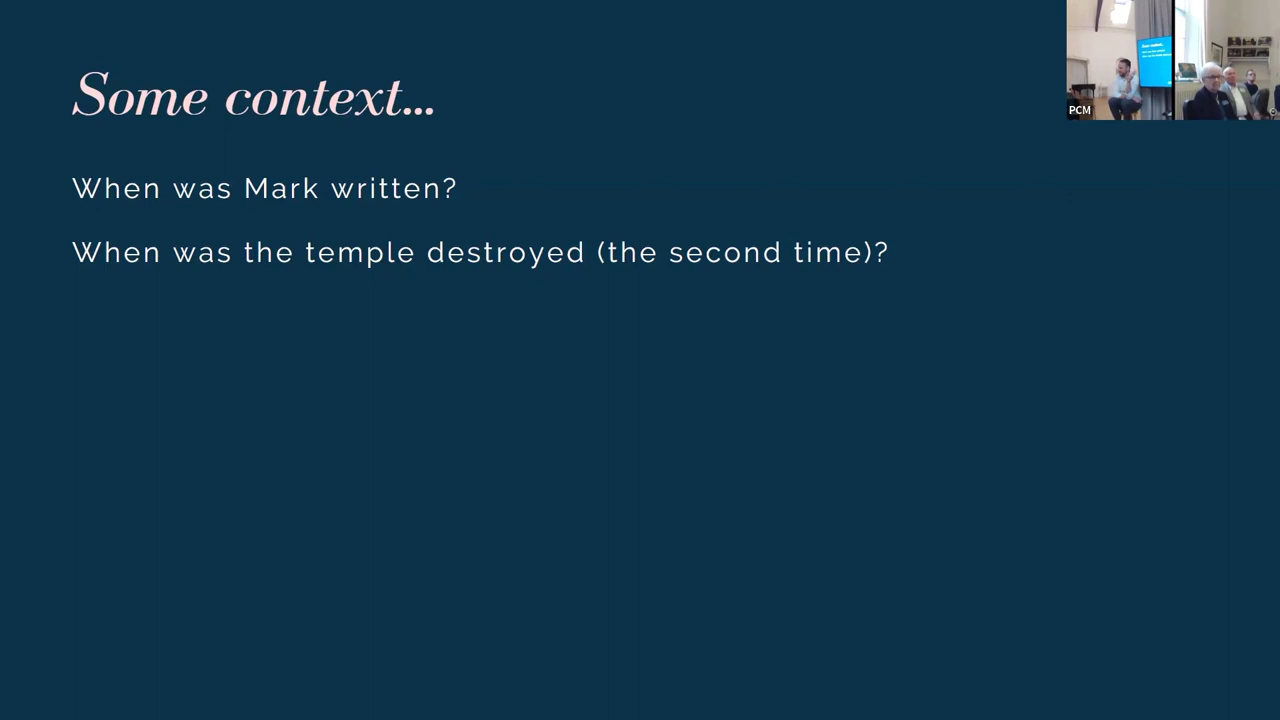 Some context...
When was Mark written?
When was the temple destroyed (the second time)?
PCM